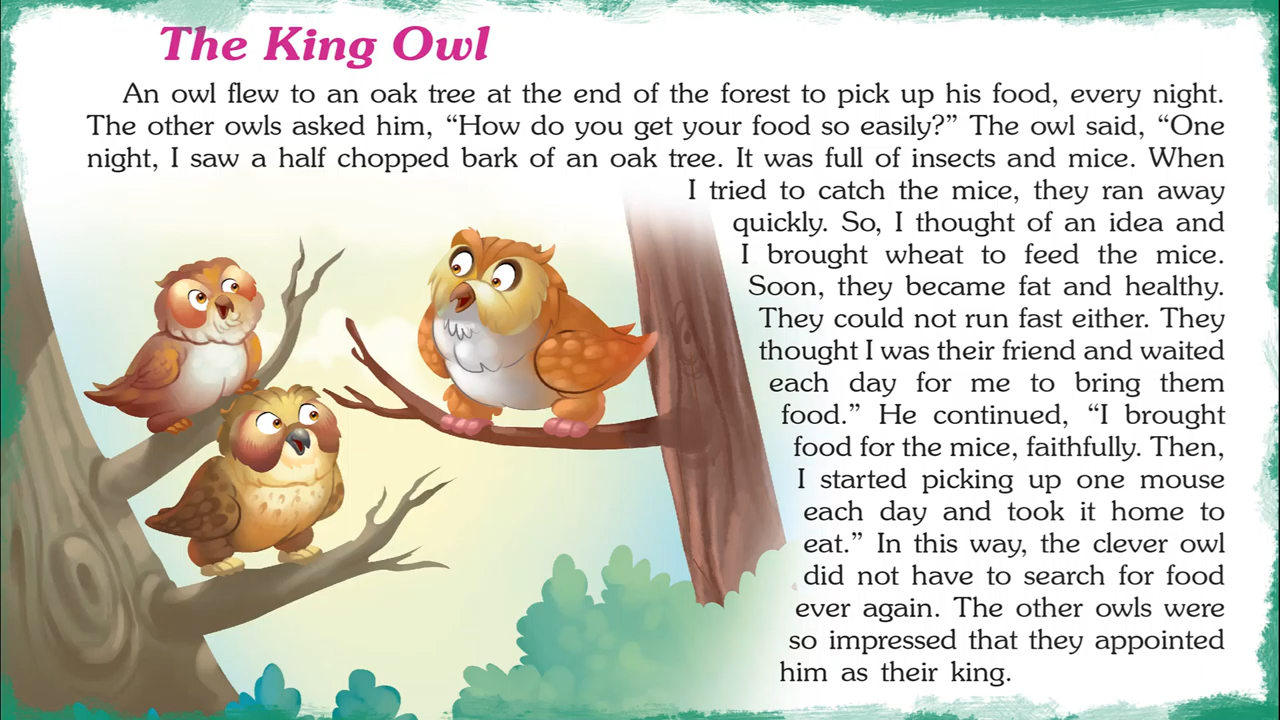 The King Owl
An owl flew to an oak tree at the end of the forest to pick up his food, every night.
The other owls asked him, “How do you get your food so easily?” The owl said, “One
night, I saw a half chopped bark of an oak tree. It was full of insects and mice. When
I tried to catch the mice, they ran away
quickly. So, I thought of an idea and
I brought wheat to feed the mice.
Soon, they became fat and healthy.
They could not run fast either. They
thought I was their friend and waited
each day for me to bring them
food.” He continued, “I brought
food for the mice, faithfully. Then,
I started picking up one mouse
each day and took it home to
eat.” In this way, the clever owl
did not have to search for food
ever again. The other owls were
so impressed that they appointed
him as their king.